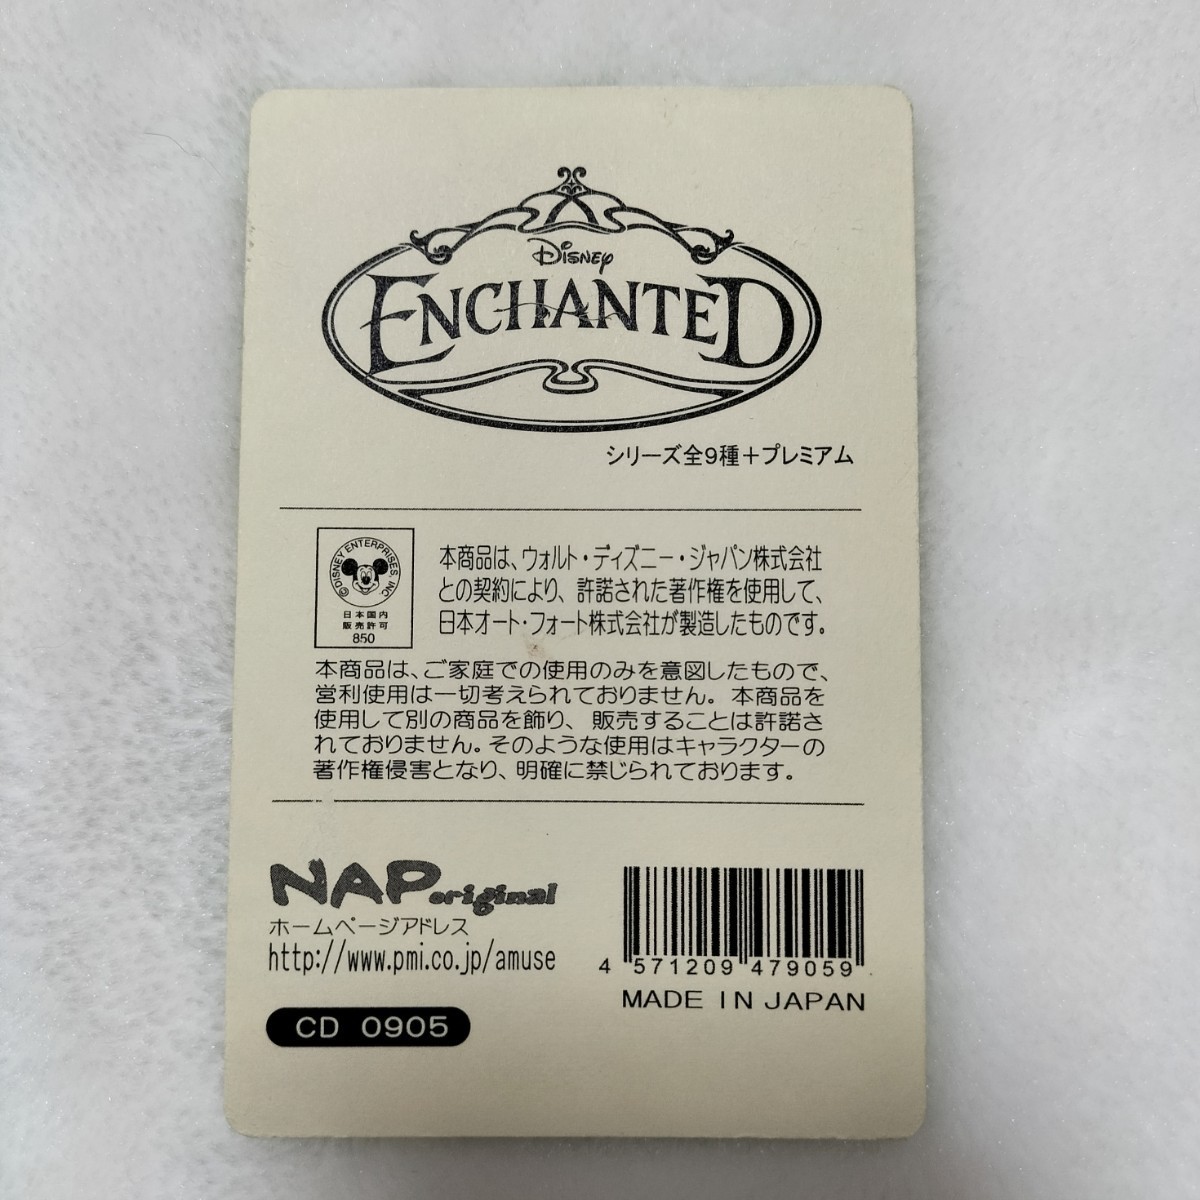 Disney
ENCHANTED
シリーズ全9種＋プレミアム
©DISNEY ENTERPRISES, INC
日本国内
販売許可
850
本商品は、ウォルト・ディズニー・ジャパン株式会社
との契約により、許諾された著作権を使用して、
日本オート・フォート株式会社が製造したものです。
本商品は、ご家庭での使用のみを意図したもので、
営利使用は一切考えられておりません。本商品を
使用して別の商品を飾り、販売することは許諾さ
れておりません。そのような使用はキャラクターの
著作権侵害となり、明確に禁じられております。
NAP original
ホームページアドレス
http://www.pmi.co.jp/amuse
4 571209 479059
MADE IN JAPAN
CD 0905